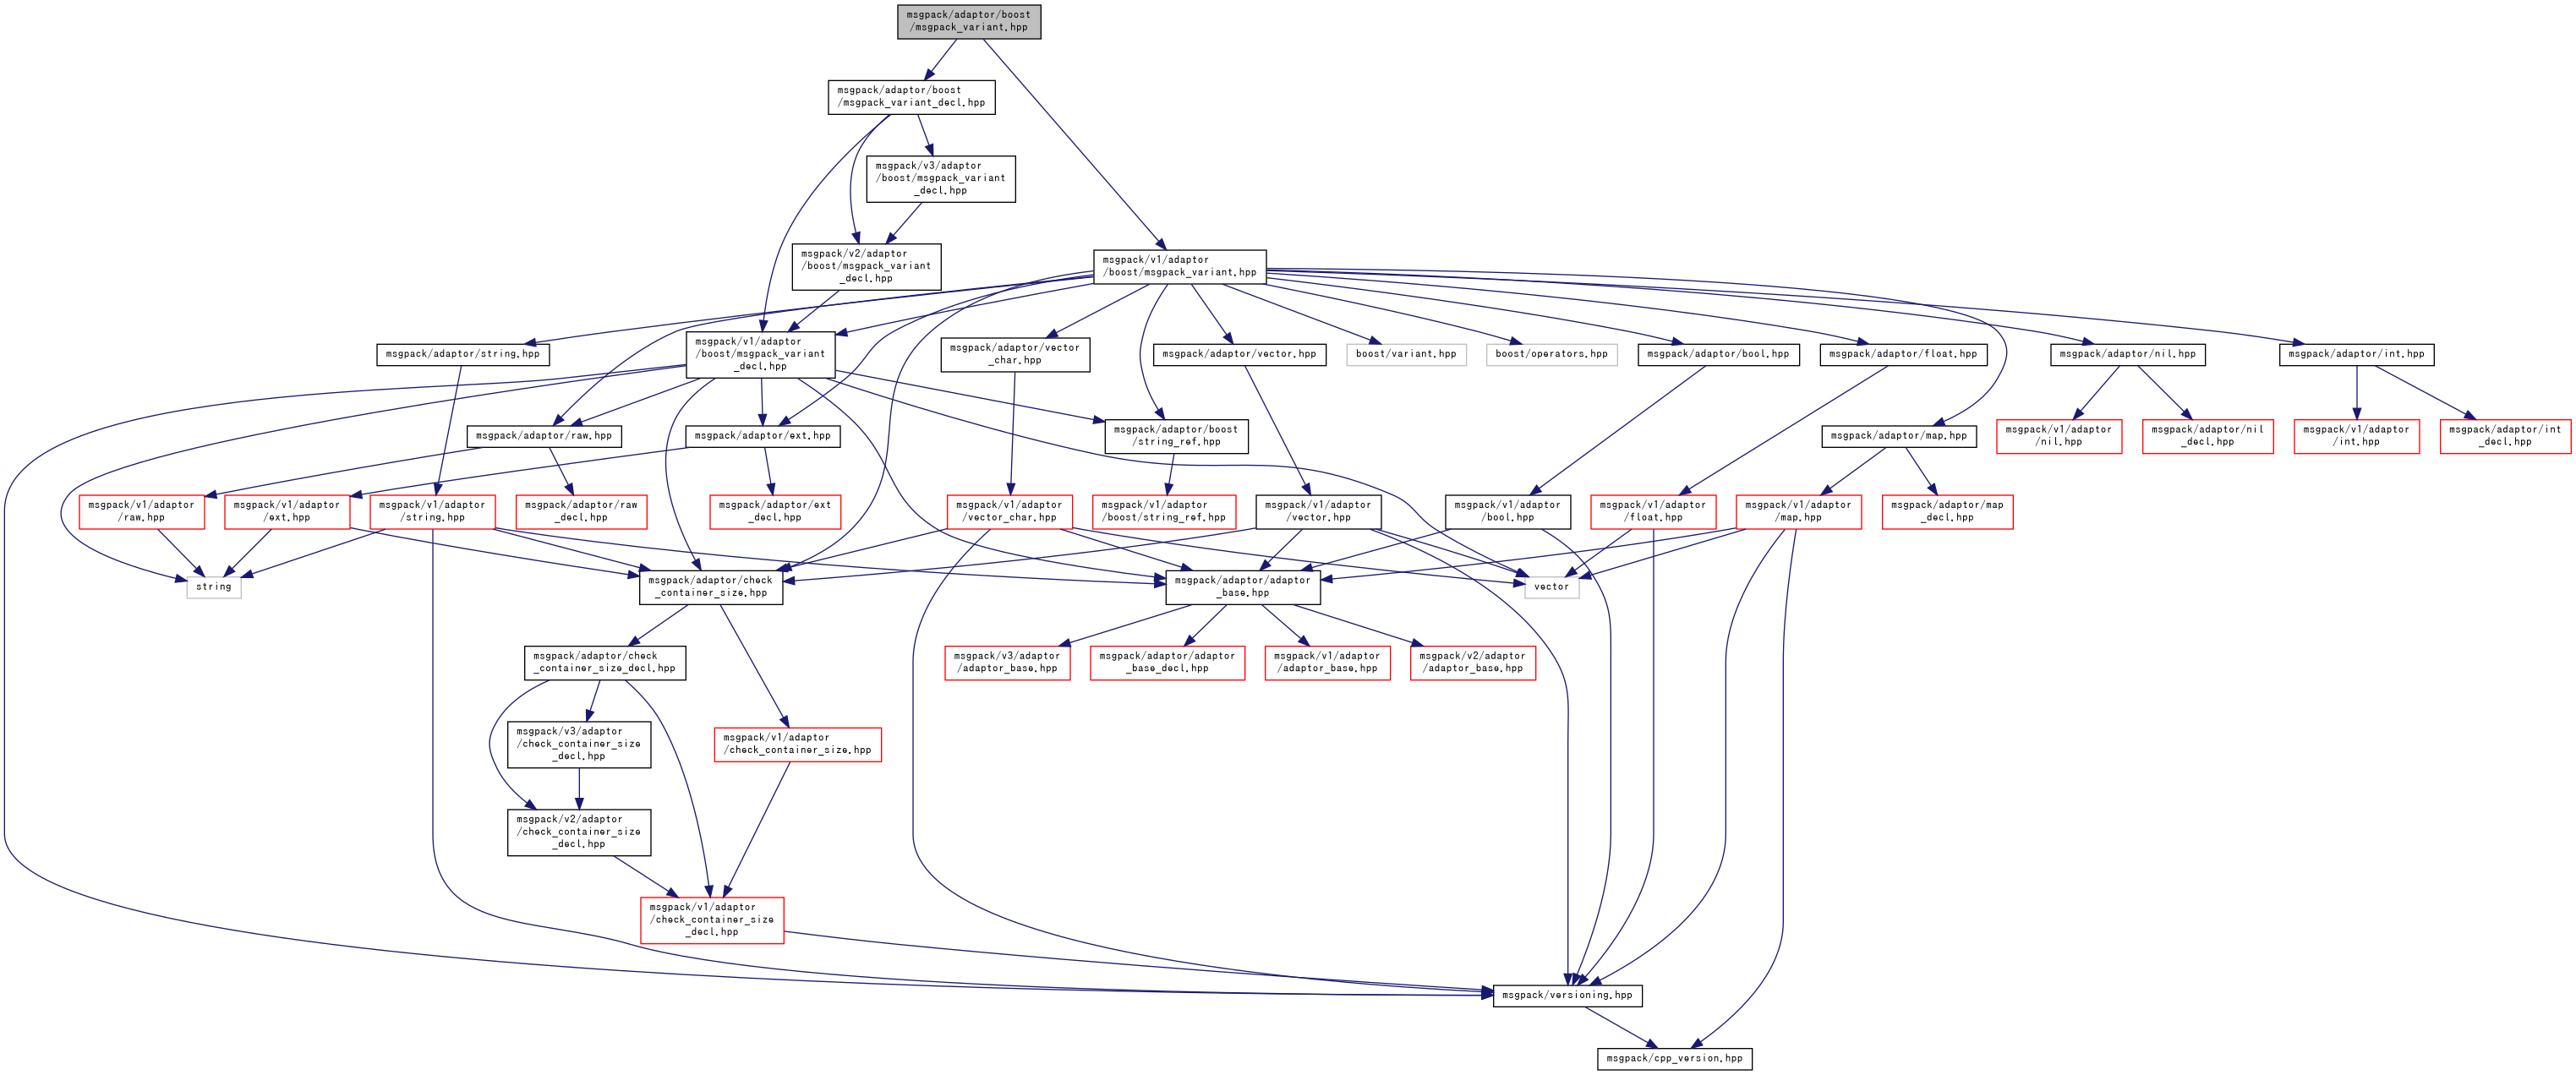 msgpack/adaptor/boost
/msgpack_variant.hpp
msgpack/adaptor/boost
/msgpack_variant_decl.hpp
msgpack/v3/adaptor
/boost/msgpack_variant
_decl.hpp
msgpack/v2/adaptor
/boost/msgpack_variant
_decl.hpp
msgpack/v1/adaptor
/boost/msgpack_variant.hpp
msgpack/adaptor/string.hpp
msgpack/v1/adaptor
/boost/msgpack_variant
_decl.hpp
msgpack/adaptor/vector
_char.hpp
msgpack/adaptor/vector.hpp
boost/variant.hpp
boost/operators.hpp
msgpack/adaptor/bool.hpp
msgpack/adaptor/float.hpp
msgpack/adaptor/nil.hpp
msgpack/adaptor/int.hpp
msgpack/adaptor/raw.hpp
msgpack/adaptor/ext.hpp
msgpack/adaptor/boost
/string_ref.hpp
msgpack/adaptor/map.hpp
msgpack/v1/adaptor
/nil.hpp
msgpack/adaptor/nil
_decl.hpp
msgpack/v1/adaptor
/int.hpp
msgpack/adaptor/int
_decl.hpp
msgpack/v1/adaptor
/raw.hpp
msgpack/v1/adaptor
/ext.hpp
msgpack/v1/adaptor
/string.hpp
msgpack/adaptor/raw
_decl.hpp
msgpack/adaptor/ext
_decl.hpp
msgpack/v1/adaptor
/vector_char.hpp
msgpack/v1/adaptor
/boost/string_ref.hpp
msgpack/v1/adaptor
/vector.hpp
msgpack/v1/adaptor
/bool.hpp
msgpack/v1/adaptor
/float.hpp
msgpack/v1/adaptor
/map.hpp
msgpack/adaptor/map
_decl.hpp
string
msgpack/adaptor/check
_container_size.hpp
msgpack/adaptor/adaptor
_base.hpp
vector
msgpack/adaptor/check
_container_size_decl.hpp
msgpack/v3/adaptor
/adaptor_base.hpp
msgpack/adaptor/adaptor
_base_decl.hpp
msgpack/v1/adaptor
/adaptor_base.hpp
msgpack/v2/adaptor
/adaptor_base.hpp
msgpack/v3/adaptor
/check_container_size
_decl.hpp
msgpack/v1/adaptor
/check_container_size.hpp
msgpack/v2/adaptor
/check_container_size
_decl.hpp
msgpack/v1/adaptor
/check_container_size
_decl.hpp
msgpack/versioning.hpp
msgpack/cpp_version.hpp